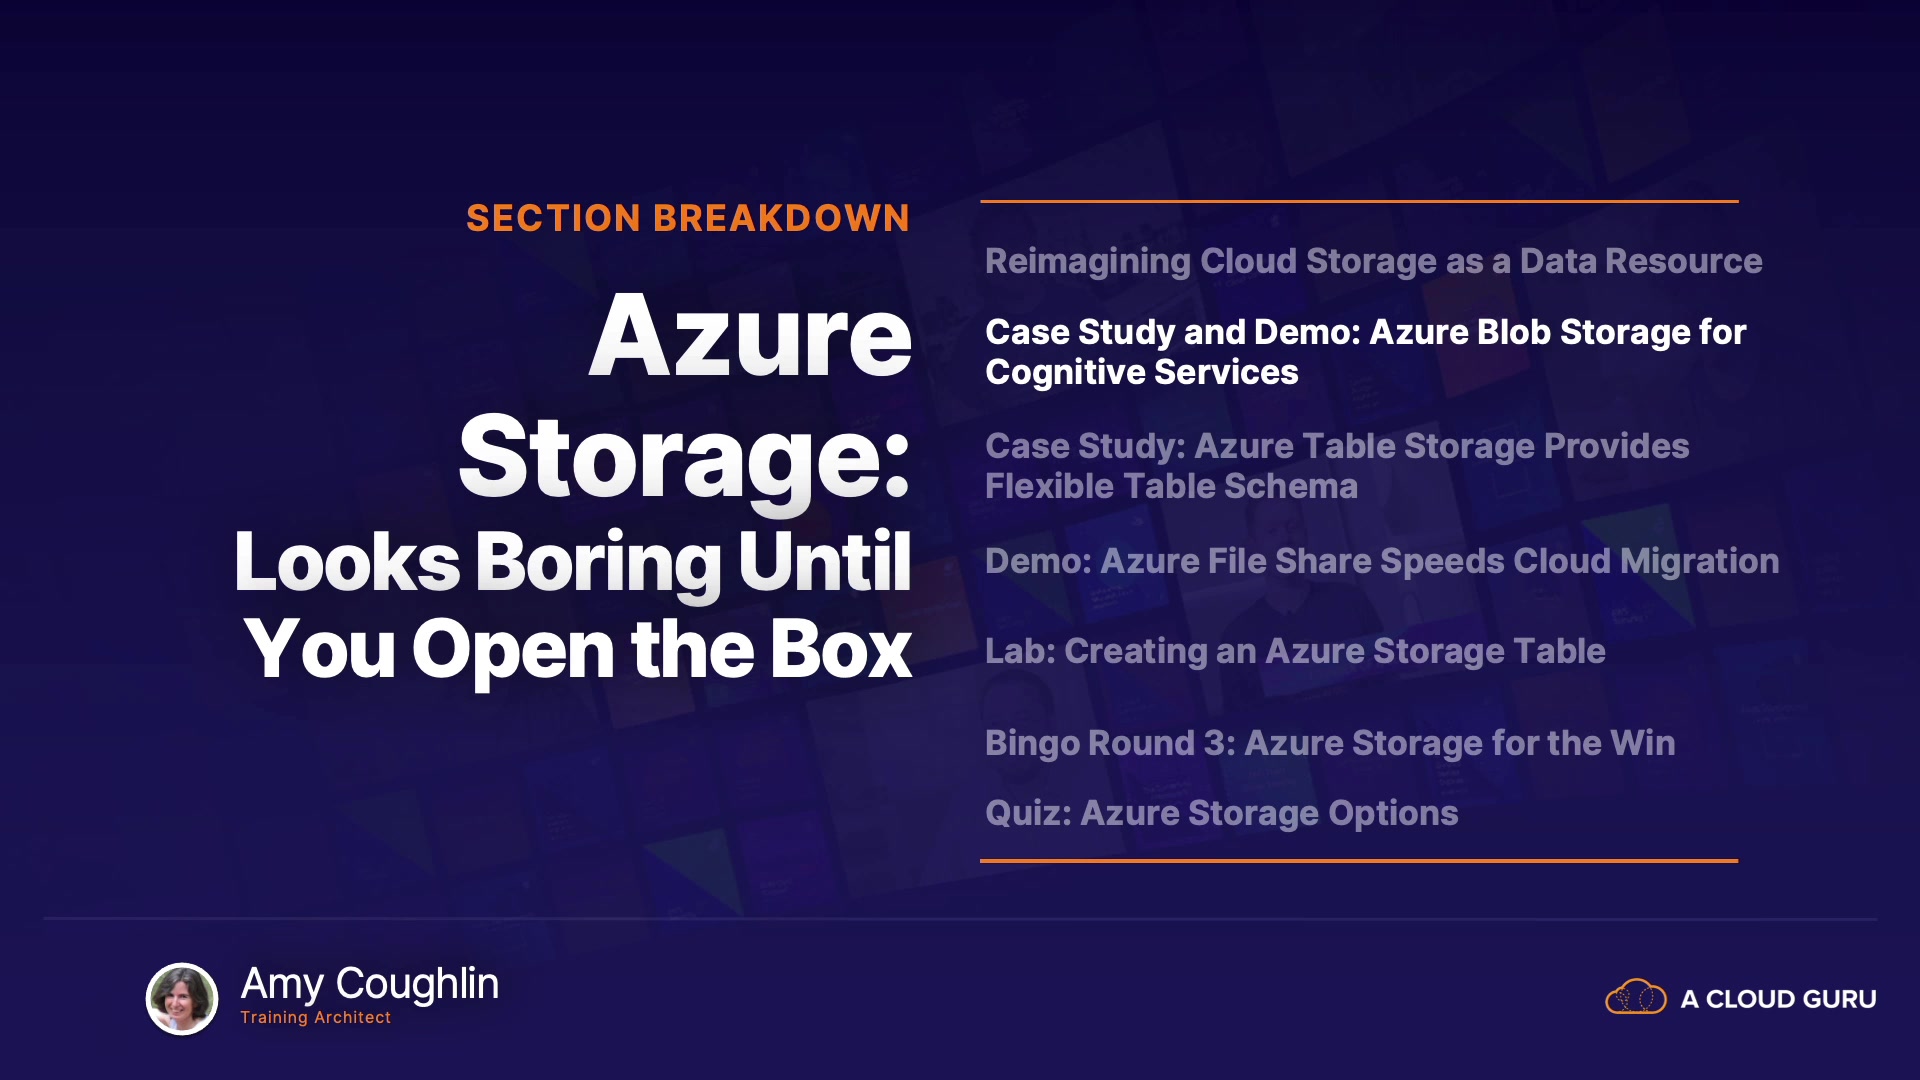 SECTION BREAKDOWN
Azure
Storage:
Looks Boring Until
You Open the Box
Reimagining Cloud Storage as a Data Resource
Case Study and Demo: Azure Blob Storage for
Cognitive Services
Case Study: Azure Table Storage Provides
Flexible Table Schema
Demo: Azure File Share Speeds Cloud Migration
Lab: Creating an Azure Storage Table
Bingo Round 3: Azure Storage for the Win
Quiz: Azure Storage Options
Amy Coughlin
Training Architect
A CLOUD GURU